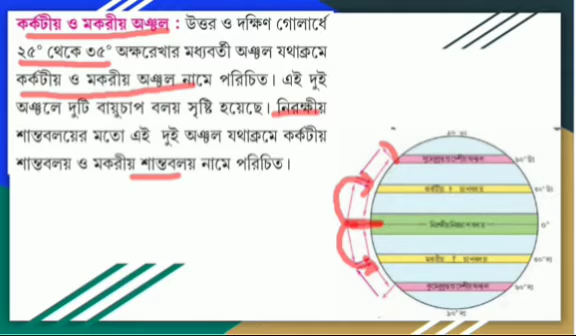 কর্কটীয় ও মকরীয় অঞ্চল : উত্তর ও দক্ষিণ গোলার্ধে
২৫° থেকে ৩৫° অক্ষরেখার মধ্যবর্তী অঞ্চল যথাক্রমে
কর্কটীয় ও মকরীয় অঞ্চল নামে পরিচিত। এই দুই
অঞ্চলে দুটি বায়ুচাপ বলয় সৃষ্টি হয়েছে। নিরক্ষীয়
শান্তবলয়ের মতো এই দুই অঞ্চল যথাক্রমে কর্কটীয়
শান্তবলয় ও মকরীয় শান্তবলয় নামে পরিচিত।
০°